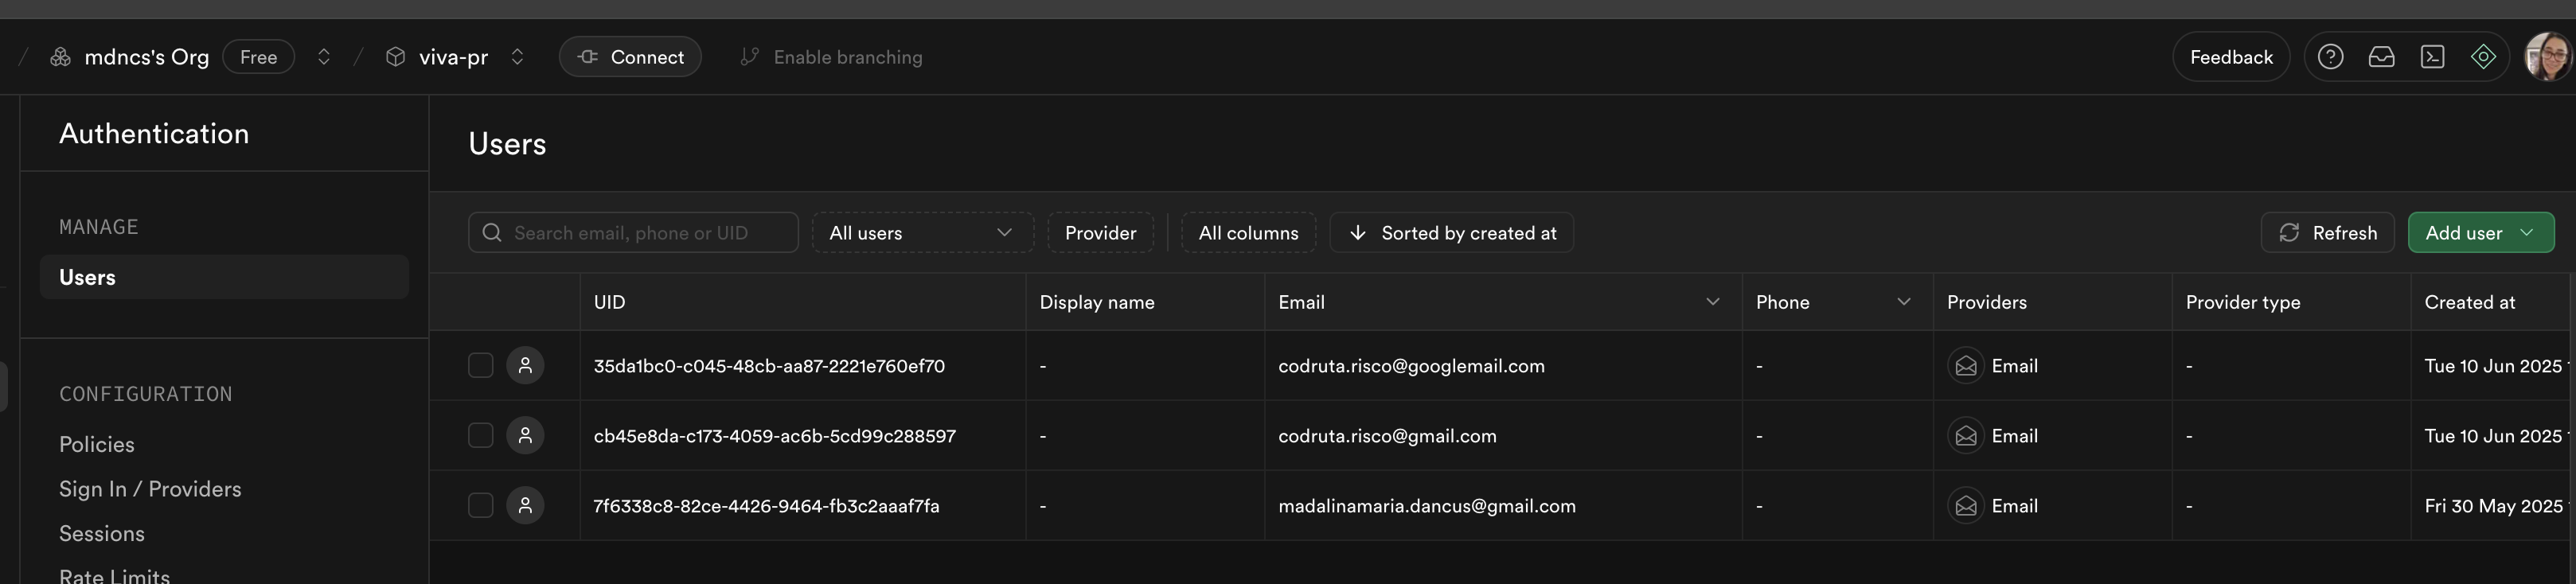 / mdncs's Org Free / viva-pr Connect Enable branching Feedback
Authentication
Users
MANAGE
Users
Search email, phone or UID All users Provider All columns Sorted by created at Refresh Add user
UID Display name Email Phone Providers Provider type Created at
35da1bc0-c045-48cb-aa87-2221e760ef70 - codruta.risco@googlemail.com - Email - Tue 10 Jun 2025
cb45e8da-c173-4059-ac6b-5cd99c288597 - codruta.risco@gmail.com - Email - Tue 10 Jun 2025
7f6338c8-82ce-4426-9464-fb3c2aaaf7fa - madalinamaria.dancus@gmail.com - Email - Fri 30 May 2025
CONFIGURATION
Policies
Sign In / Providers
Sessions
Rate Limits